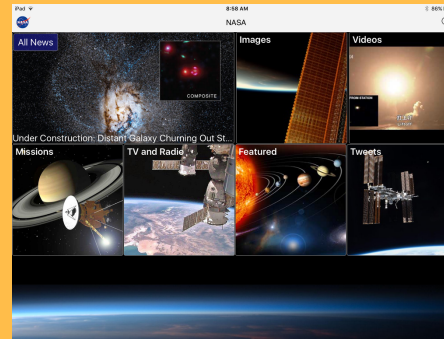 iPad
8:58 AM
86%
NASA
All News
Images
Videos
COMPOSITE
Under Construction: Distant Galaxy Churning Out St...
Missions
TV and Radio
Featured
Tweets